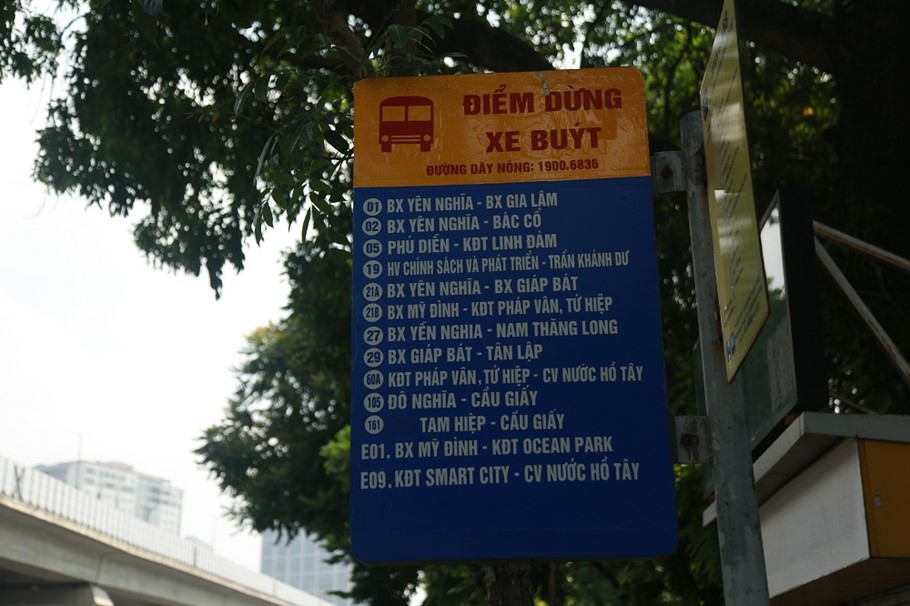 ĐIỂM DỪNG
XE BUÝT
ĐƯỜNG DÂY NÓNG: 1900.6836
01 BX YÊN NGHĨA - BX GIA LÂM
02 BX YÊN NGHĨA - BÁC CỔ
05 PHÚ DIỄN - KĐT LINH ĐÀM
19 HV CHÍNH SÁCH VÀ PHÁT TRIỂN - TRẦN KHÁNH DƯ
21A BX YÊN NGHĨA - BX GIÁP BÁT
21B BX MỸ ĐÌNH - KĐT PHÁP VÂN, TỨ HIỆP
27 BX YÊN NGHĨA - NAM THĂNG LONG
29 BX GIÁP BÁT - TÂN LẬP
60A KĐT PHÁP VÂN, TỨ HIỆP - CV NƯỚC HỒ TÂY
105 ĐÔ NGHĨA - CẦU GIẤY
161 TAM HIỆP - CẦU GIẤY
E01. BX MỸ ĐÌNH - KĐT OCEAN PARK
E09. KĐT SMART CITY - CV NƯỚC HỒ TÂY